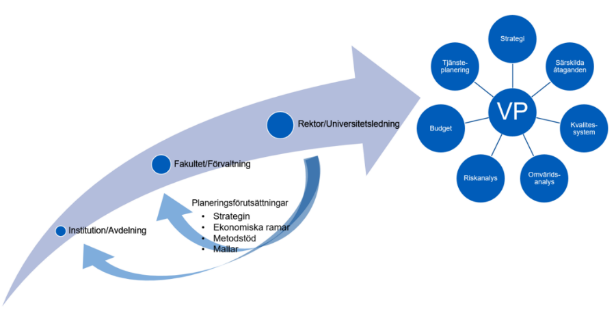 Rektor/Universitetsledning
Fakultet/Förvaltning
Institution/Avdelning
Planeringsförutsättningar
• Strategin
• Ekonomiska ramar
• Metodstöd
• Mallar
VP
Strategi
Särskilda
åtaganden
Kvalitets-
system
Omvärlds-
analys
Riskanalys
Budget
Tjänste-
planering